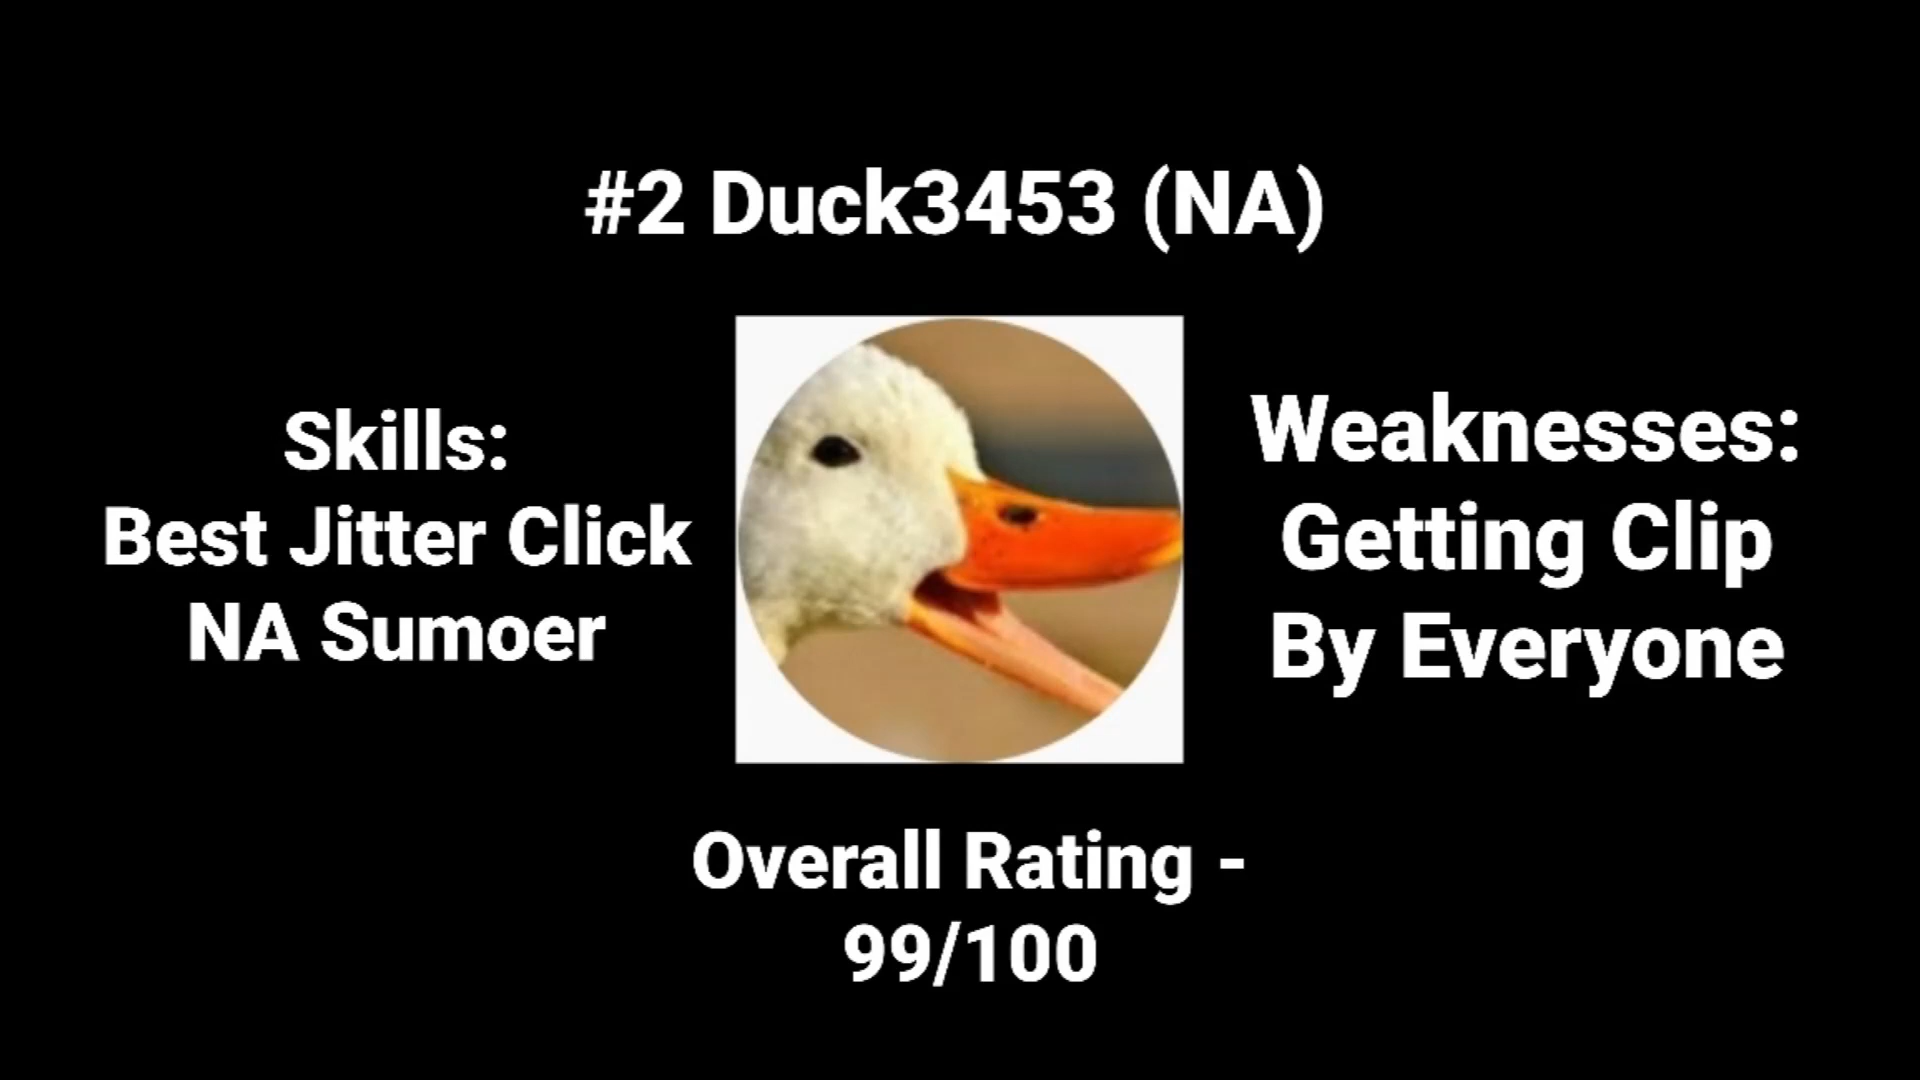 #2 Duck3453 (NA)
Skills:
Best Jitter Click
NA Sumoer
Weaknesses:
Getting Clip
By Everyone
Overall Rating -
99/100